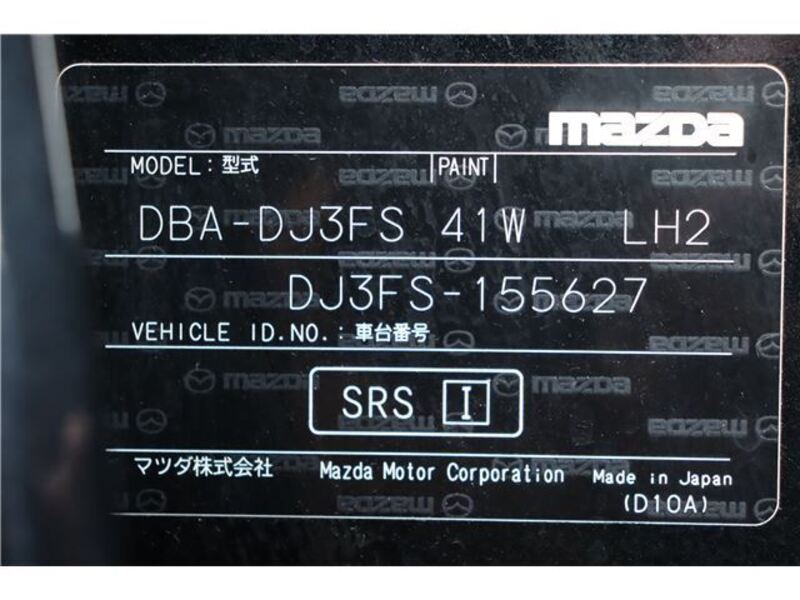 mazda
MODEL : 型式 PAINT
DBA-DJ3FS 41W LH2
DJ3FS-155627
VEHICLE ID.NO. : 車台番号
SRS I
マツダ株式会社 Mazda Motor Corporation Made in Japan
(D10A)